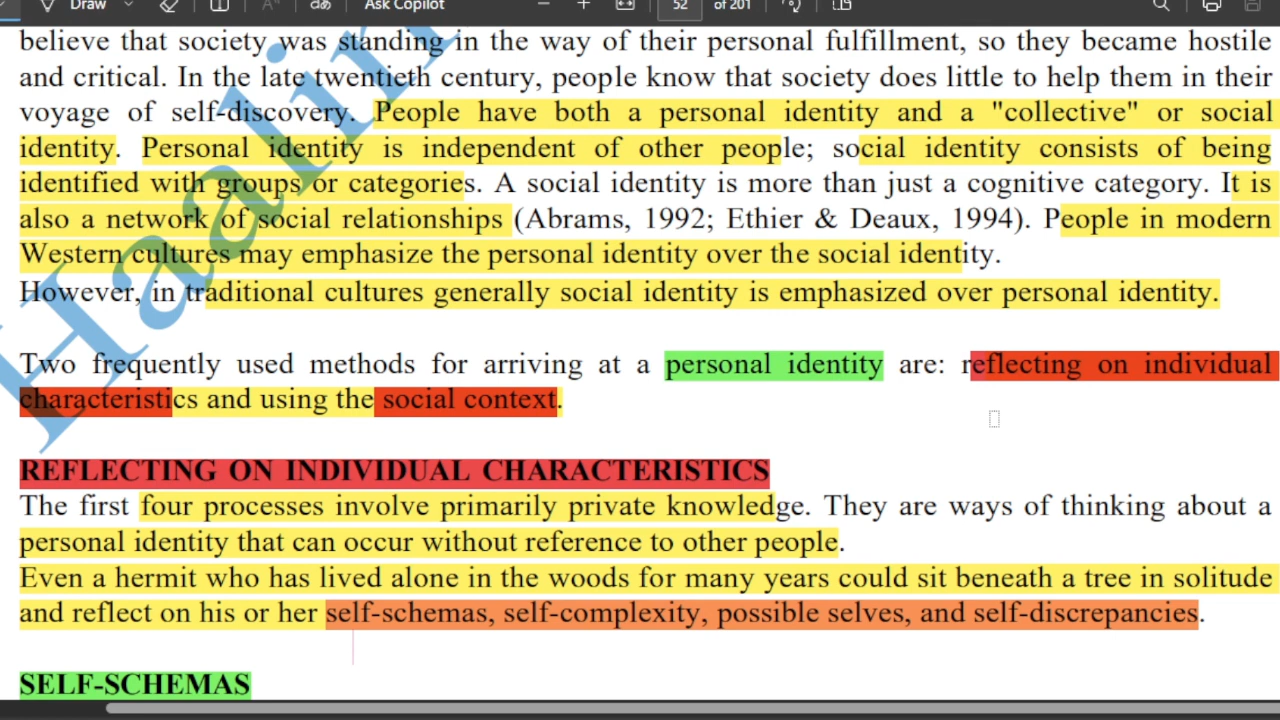 Draw
Ask Copilot
52 of 201
believe that society was standing in the way of their personal fulfillment, so they became hostile
and critical. In the late twentieth century, people know that society does little to help them in their
voyage of self-discovery. People have both a personal identity and a "collective" or social
identity. Personal identity is independent of other people; social identity consists of being
identified with groups or categories. A social identity is more than just a cognitive category. It is
also a network of social relationships (Abrams, 1992; Ethier & Deaux, 1994). People in modern
Western cultures may emphasize the personal identity over the social identity.
However, in traditional cultures generally social identity is emphasized over personal identity.
Two frequently used methods for arriving at a personal identity are: reflecting on individual
characteristics and using the social context.
REFLECTING ON INDIVIDUAL CHARACTERISTICS
The first four processes involve primarily private knowledge. They are ways of thinking about a
personal identity that can occur without reference to other people.
Even a hermit who has lived alone in the woods for many years could sit beneath a tree in solitude
and reflect on his or her self-schemas, self-complexity, possible selves, and self-discrepancies.
SELF-SCHEMAS